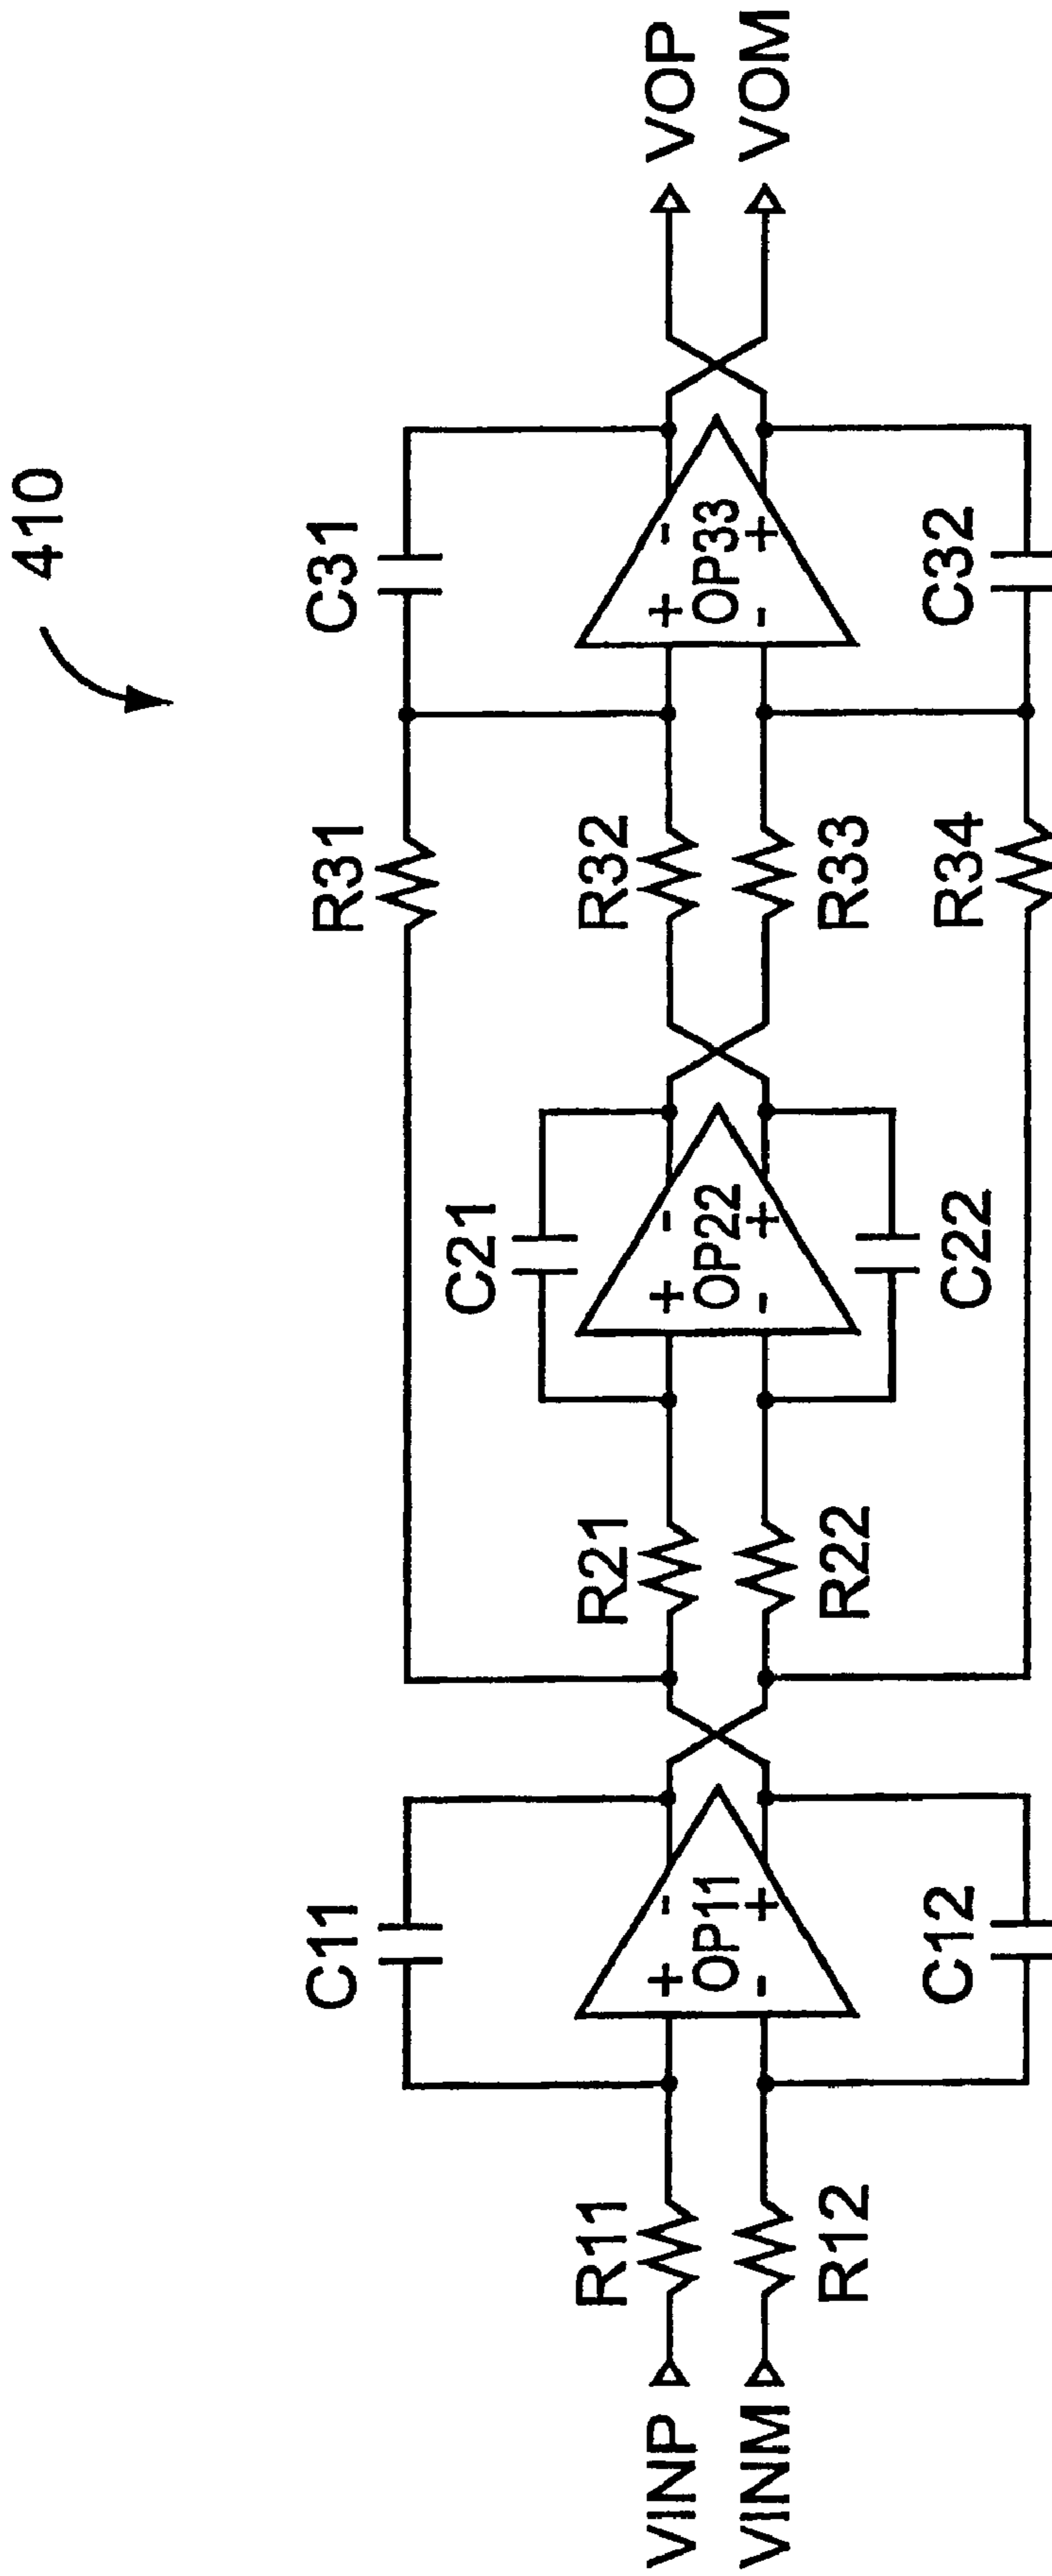 410
C11
C31
C21
R31
R11
R21
R32
VINP
VINM
+ -
OP11
- +
+ -
OP22
- +
+ -
OP33
- +
VOP
VOM
R12
R22
R33
C22
C12
R34
C32